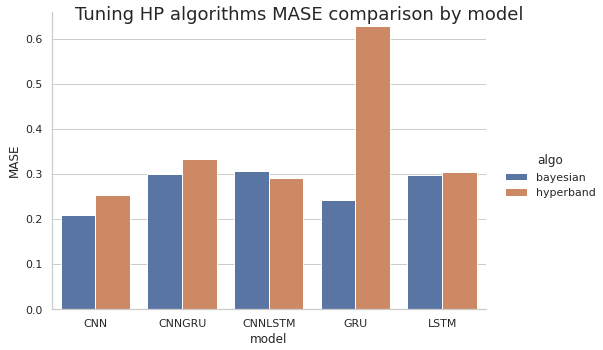 Tuning HP algorithms MASE comparison by model
0.6
0.5
0.4
0.3
0.2
0.1
0.0
MASE
CNN
CNNGRU
CNNLSTM
GRU
LSTM
model
algo
bayesian
hyperband